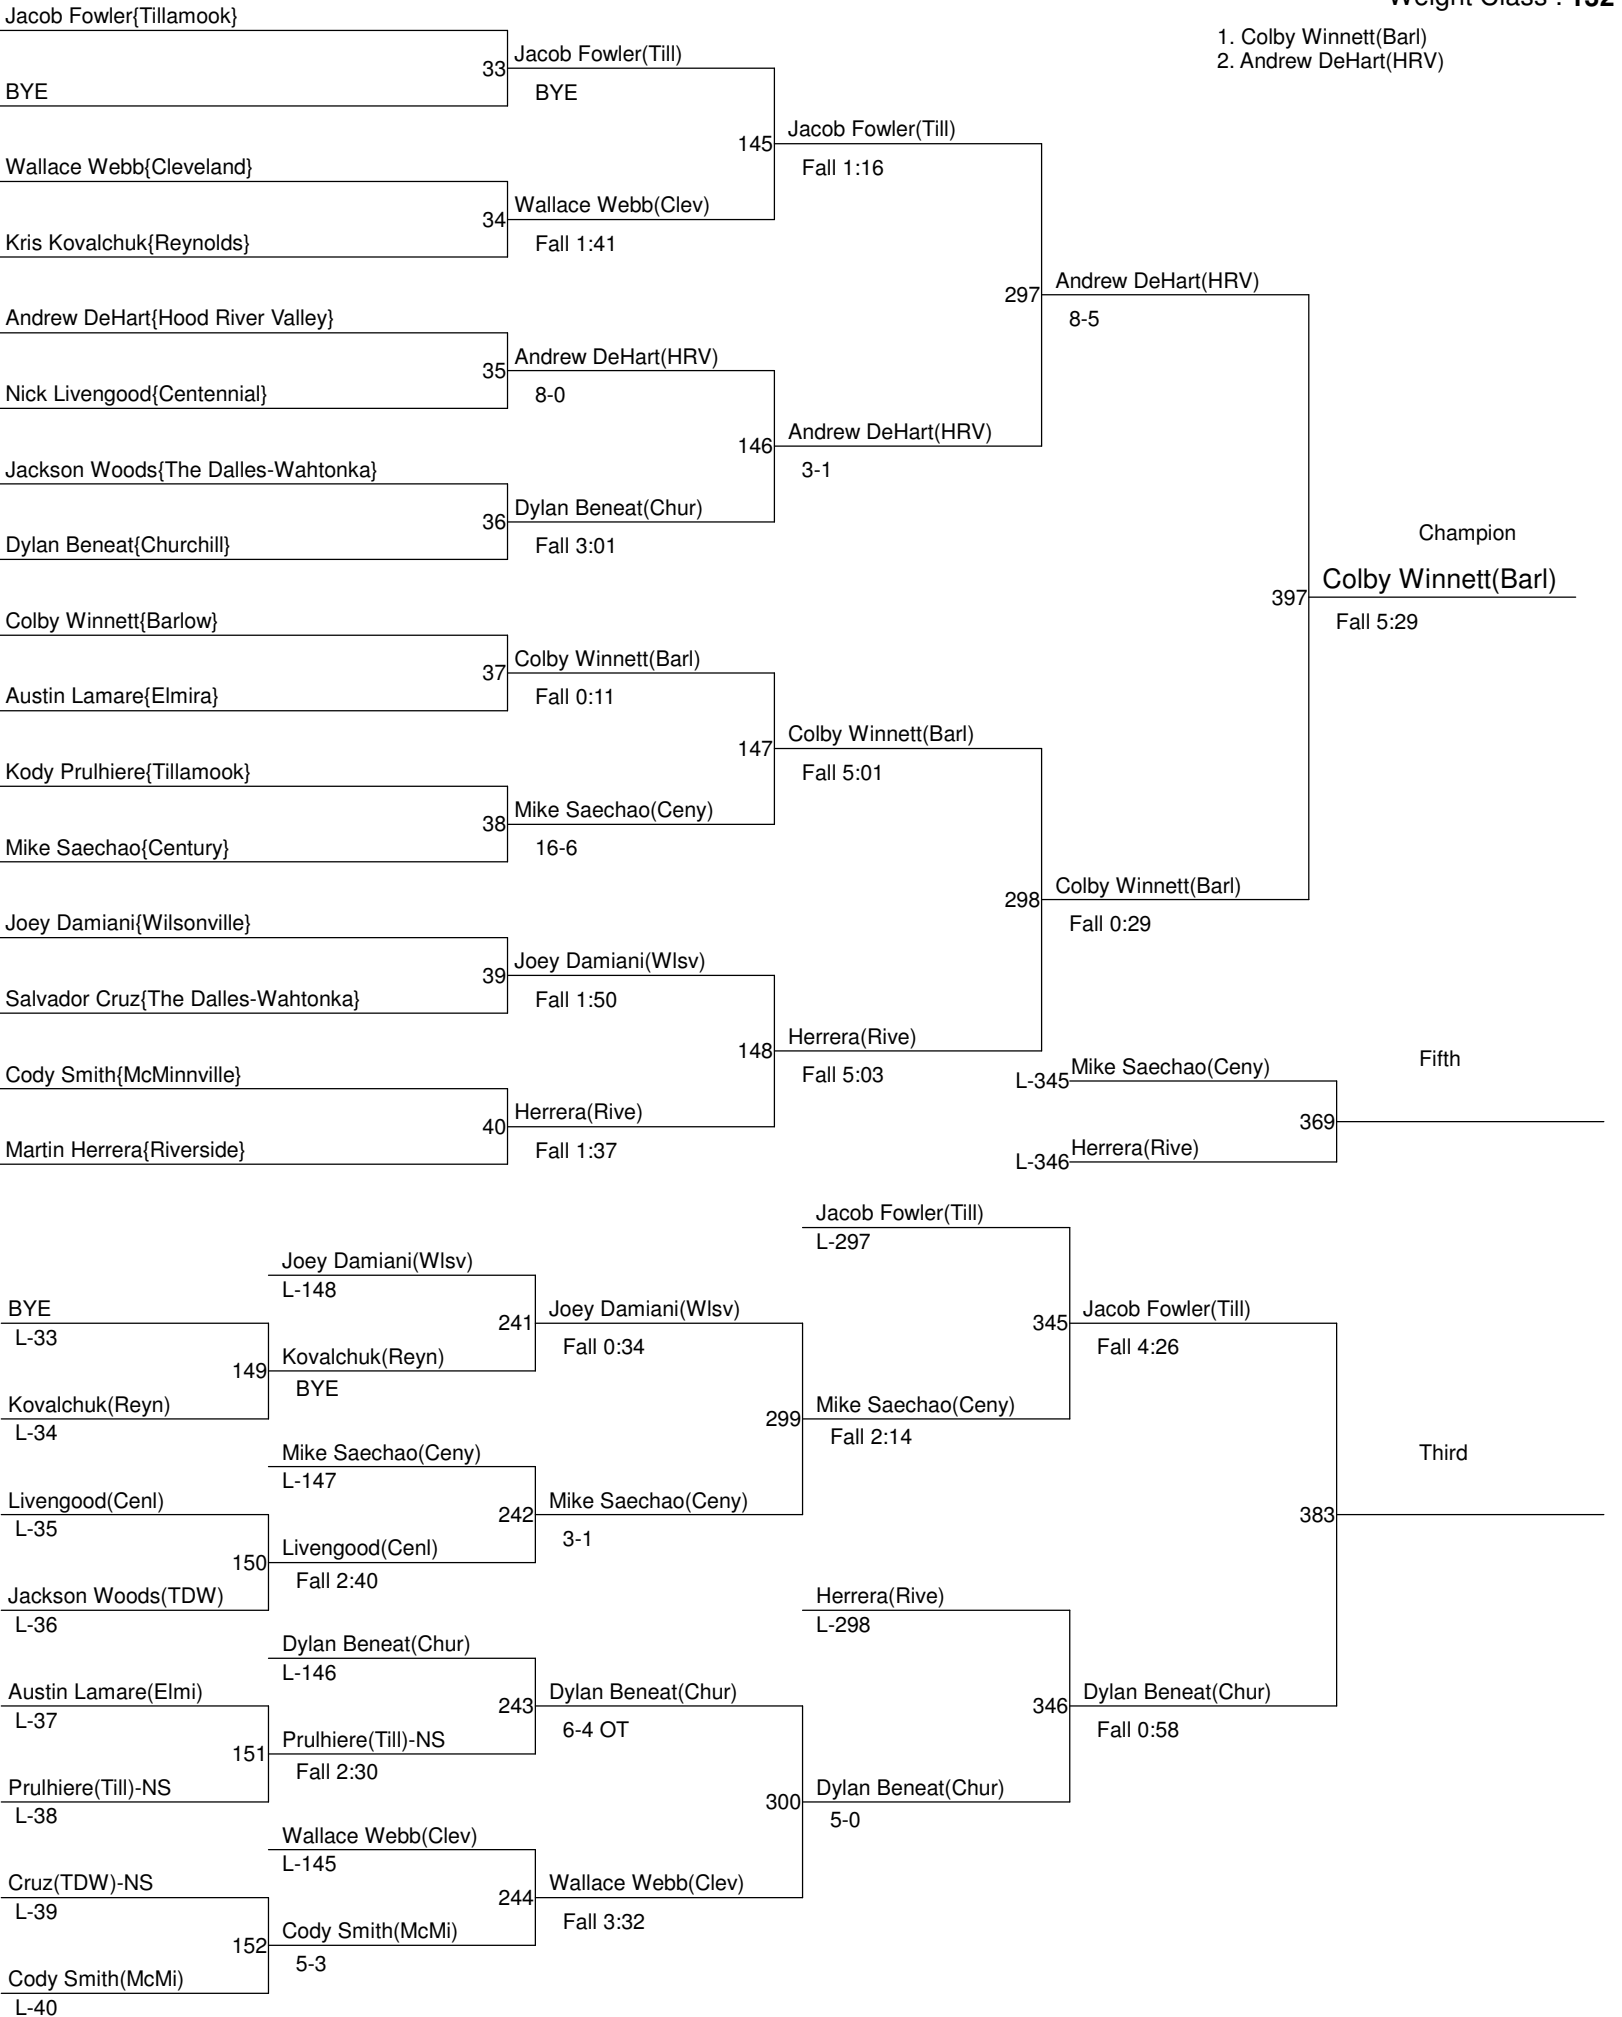 Weight Class : 132
1. Colby Winnett(Barl)
2. Andrew DeHart(HRV)
Jacob Fowler{Tillamook}
33
Jacob Fowler(Till)
BYE
BYE
145
Jacob Fowler(Till)
Fall 1:16
Wallace Webb{Cleveland}
34
Wallace Webb(Clev)
Kris Kovalchuk{Reynolds}
Fall 1:41
297
Andrew DeHart(HRV)
8-5
Andrew DeHart{Hood River Valley}
35
Andrew DeHart(HRV)
Nick Livengood{Centennial}
8-0
146
Andrew DeHart(HRV)
3-1
Jackson Woods{The Dalles-Wahtonka}
36
Dylan Beneat(Chur)
Dylan Beneat{Churchill}
Fall 3:01
Champion
397
Colby Winnett(Barl)
Fall 5:29
Colby Winnett{Barlow}
37
Colby Winnett(Barl)
Austin Lamare{Elmira}
Fall 0:11
147
Colby Winnett(Barl)
Fall 5:01
Kody Prulhiere{Tillamook}
38
Mike Saechao(Ceny)
Mike Saechao{Century}
16-6
298
Colby Winnett(Barl)
Fall 0:29
Joey Damiani{Wilsonville}
39
Joey Damiani(Wlsv)
Salvador Cruz{The Dalles-Wahtonka}
Fall 1:50
148
Herrera(Rive)
Fall 5:03
Cody Smith{McMinnville}
40
Herrera(Rive)
Martin Herrera{Riverside}
Fall 1:37
Fifth
L-345
Mike Saechao(Ceny)
369
L-346
Herrera(Rive)
Jacob Fowler(Till)
L-297
Joey Damiani(Wlsv)
L-148
BYE
L-33
241
Joey Damiani(Wlsv)
Fall 0:34
345
Jacob Fowler(Till)
Fall 4:26
149
Kovalchuk(Reyn)
BYE
Kovalchuk(Reyn)
L-34
299
Mike Saechao(Ceny)
Fall 2:14
Mike Saechao(Ceny)
L-147
Third
Livengood(Cenl)
L-35
242
Mike Saechao(Ceny)
3-1
383
150
Livengood(Cenl)
Fall 2:40
Jackson Woods(TDW)
L-36
Herrera(Rive)
L-298
Dylan Beneat(Chur)
L-146
Austin Lamare(Elmi)
L-37
243
Dylan Beneat(Chur)
6-4 OT
346
Dylan Beneat(Chur)
Fall 0:58
151
Prulhiere(Till)-NS
Fall 2:30
Prulhiere(Till)-NS
L-38
300
Dylan Beneat(Chur)
5-0
Wallace Webb(Clev)
L-145
Cruz(TDW)-NS
L-39
244
Wallace Webb(Clev)
Fall 3:32
152
Cody Smith(McMi)
5-3
Cody Smith(McMi)
L-40